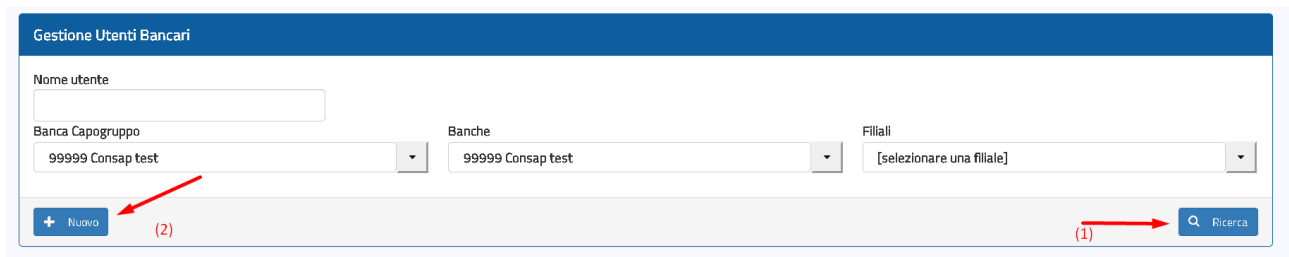 Gestione Utenti Bancari
Nome utente
Banca Capogruppo Banche Filiali
99999 Consap test 99999 Consap test [selezionare una filiale]
Nuovo (2) (1) Ricerca